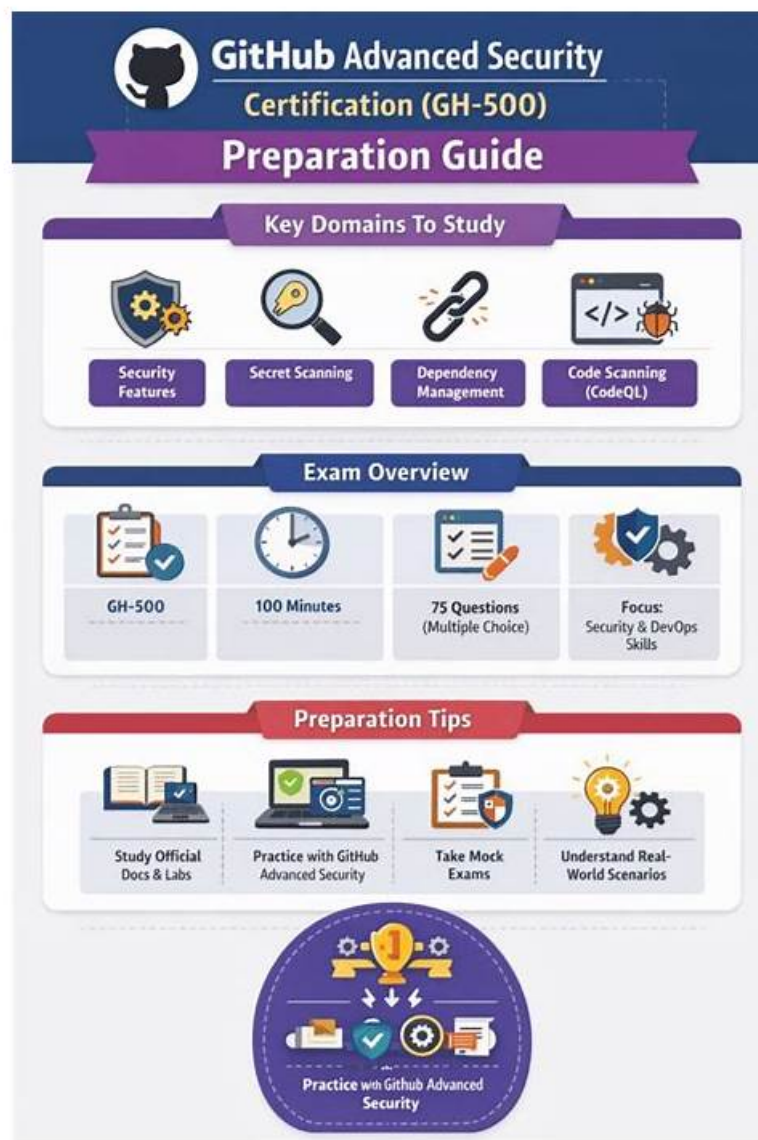 GitHub Advanced Security
Certification (GH-500)
Preparation Guide
Key Domains To Study
Security
Features
Secret Scanning
Dependency
Management
</>
Code Scanning
(CodeQL)
Exam Overview
GH-500
100 Minutes
75 Questions
(Multiple Choice)
Focus:
Security & DevOps
Skills
Preparation Tips
Study Official
Docs & Labs
Practice with GitHub
Advanced Security
Take Mock
Exams
Understand Real-
World Scenarios
Practice with Github Advanced
Security